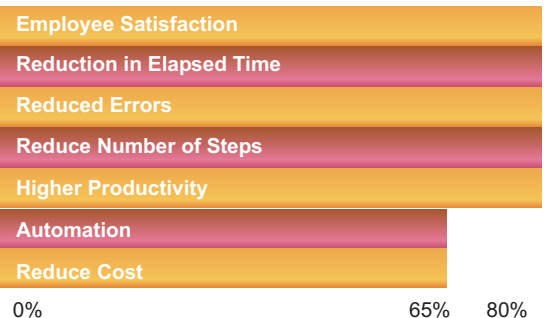 Employee Satisfaction
Reduction in Elapsed Time
Reduced Errors
Reduce Number of Steps
Higher Productivity
Automation
Reduce Cost
0% 65% 80%